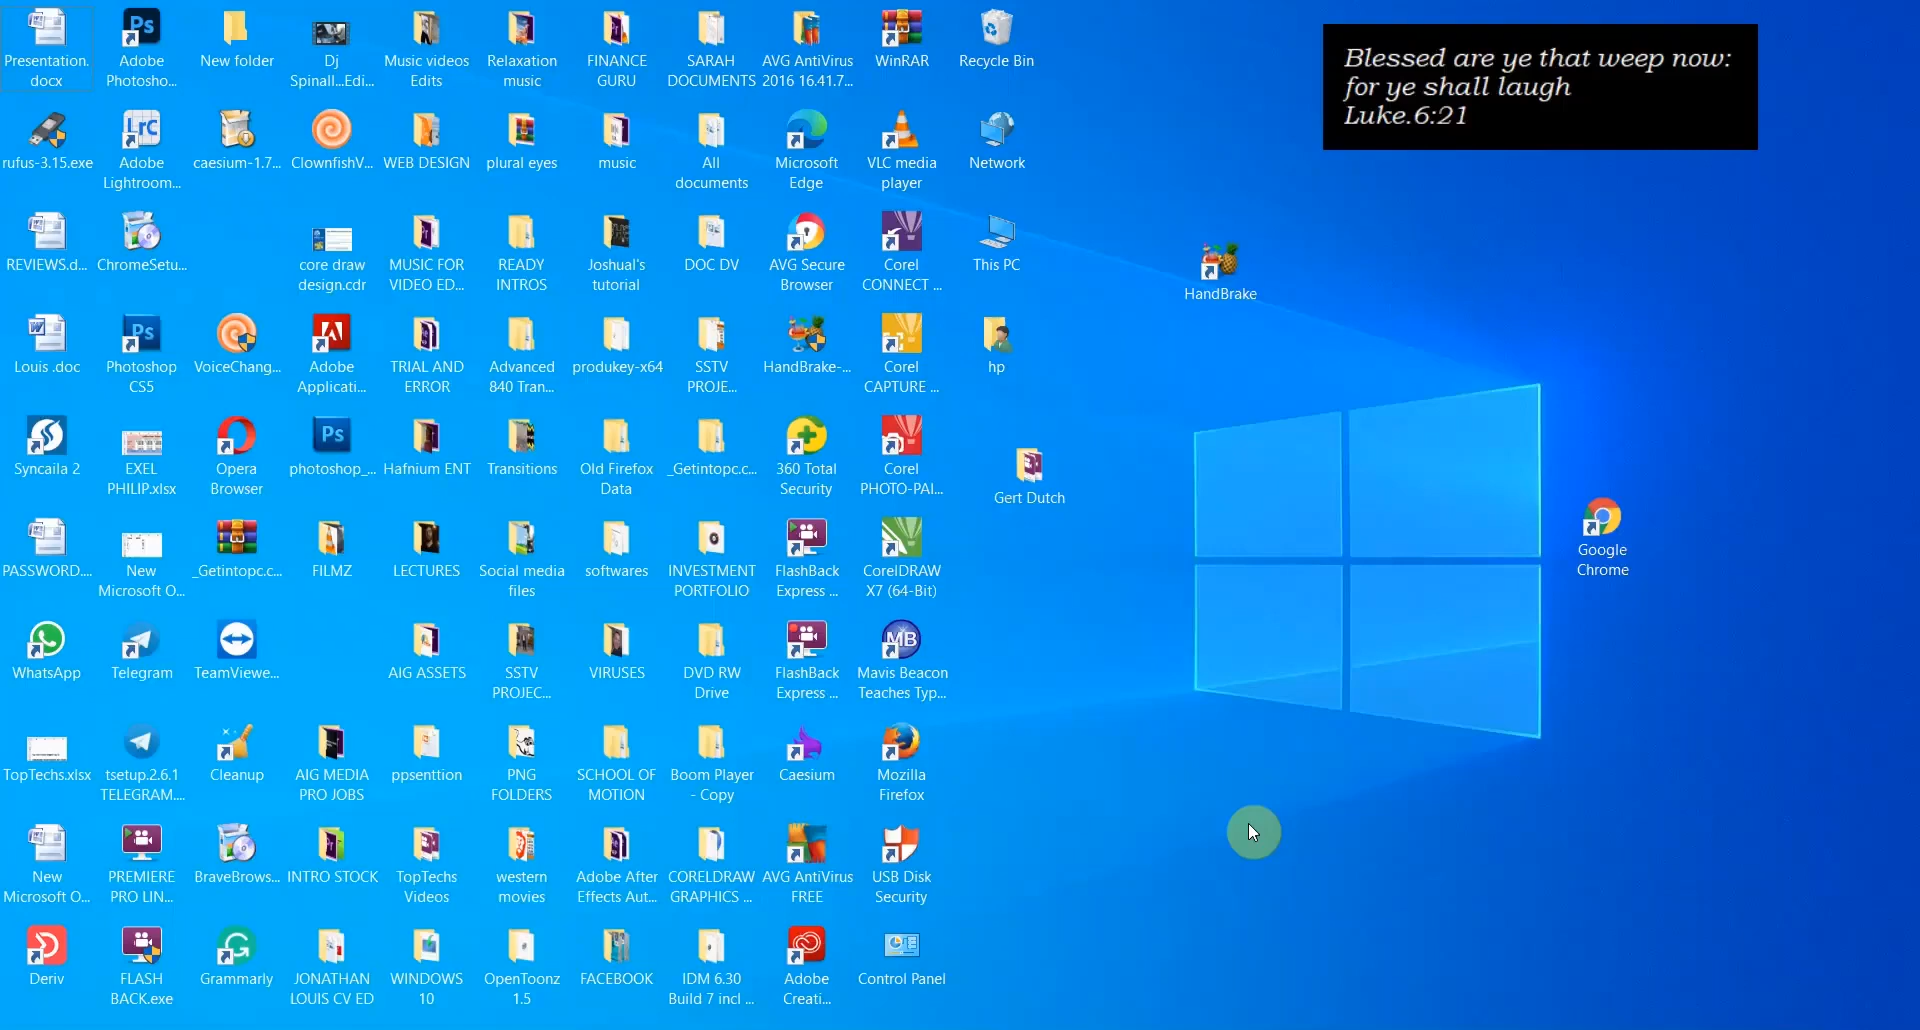 Presentation.
docx
Adobe
Photosho...
New folder
Dj
Spinall...Edi...
Music videos
Edits
Relaxation
music
FINANCE
GURU
SARAH
DOCUMENTS
AVG AntiVirus
2016 16.41.7...
WinRAR
Recycle Bin
Blessed are ye that weep now:
for ye shall laugh
Luke.6:21
rufus-3.15.exe
Adobe
Lightroom...
caesium-1.7...
ClownfishV...
WEB DESIGN
plural eyes
music
All
documents
Microsoft
Edge
VLC media
player
Network
REVIEWS.d...
ChromeSetu...
core draw
design.cdr
MUSIC FOR
VIDEO ED...
READY
INTROS
Joshual's
tutorial
DOC DV
AVG Secure
Browser
Corel
CONNECT ...
This PC
HandBrake
Louis .doc
Photoshop
CS5
VoiceChang...
Adobe
Applicati...
TRIAL AND
ERROR
Advanced
840 Tran...
produkey-x64
SSTV
PROJE...
HandBrake-...
Corel
CAPTURE ...
hp
Syncaila 2
EXEL
PHILIP.xlsx
Opera
Browser
photoshop_...
Hafnium ENT
Transitions
Old Firefox
Data
_Getintopc.c...
360 Total
Security
Corel
PHOTO-PAI...
Gert Dutch
PASSWORD....
New
Microsoft O...
_Getintopc.c...
FILMZ
LECTURES
Social media
files
softwares
INVESTMENT
PORTFOLIO
FlashBack
Express ...
CorelDRAW
X7 (64-Bit)
Google
Chrome
WhatsApp
Telegram
TeamViewe...
AIG ASSETS
SSTV
PROJEC...
VIRUSES
DVD RW
Drive
FlashBack
Express ...
Mavis Beacon
Teaches Typ...
TopTechs.xlsx
tsetup.2.6.1
TELEGRAM....
Cleanup
AIG MEDIA
PRO JOBS
ppsenttion
PNG
FOLDERS
SCHOOL OF
MOTION
Boom Player
- Copy
Caesium
Mozilla
Firefox
New
Microsoft O...
PREMIERE
PRO LIN...
BraveBrows...
INTRO STOCK
TopTechs
Videos
western
movies
Adobe After
Effects Aut...
CORELDRAW
GRAPHICS ...
AVG AntiVirus
FREE
USB Disk
Security
Deriv
FLASH
BACK.exe
Grammarly
JONATHAN
LOUIS CV ED
WINDOWS
10
OpenToonz
1.5
FACEBOOK
IDM 6.30
Build 7 incl ...
Adobe
Creati...
Control Panel